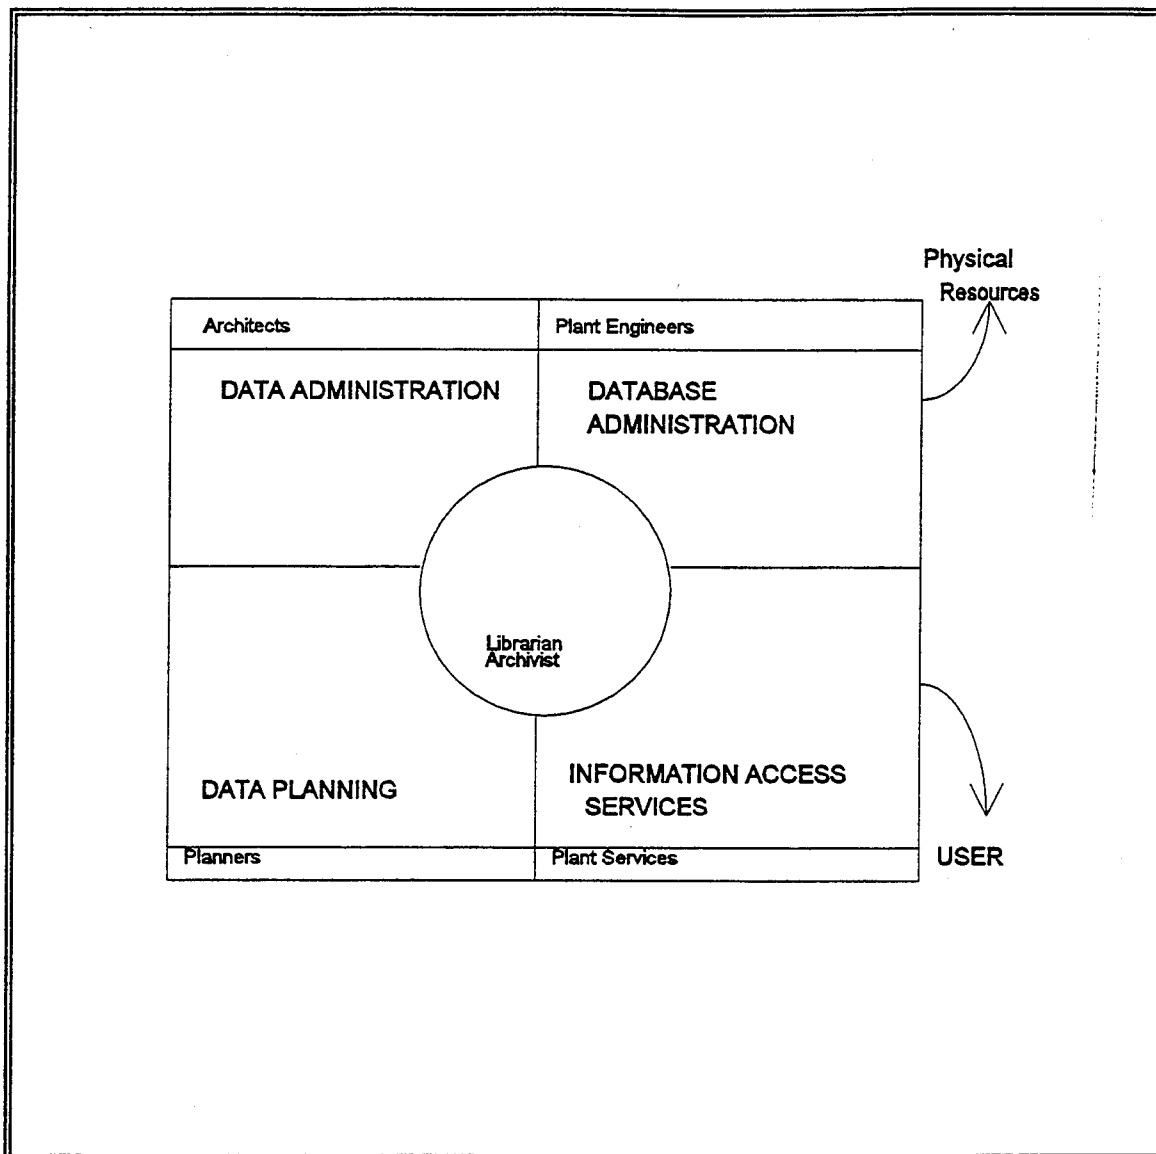 Physical
Resources
Architects
Plant Engineers
DATA ADMINISTRATION
DATABASE
ADMINISTRATION
Librarian
Archivist
DATA PLANNING
INFORMATION ACCESS
SERVICES
Planners
Plant Services
USER